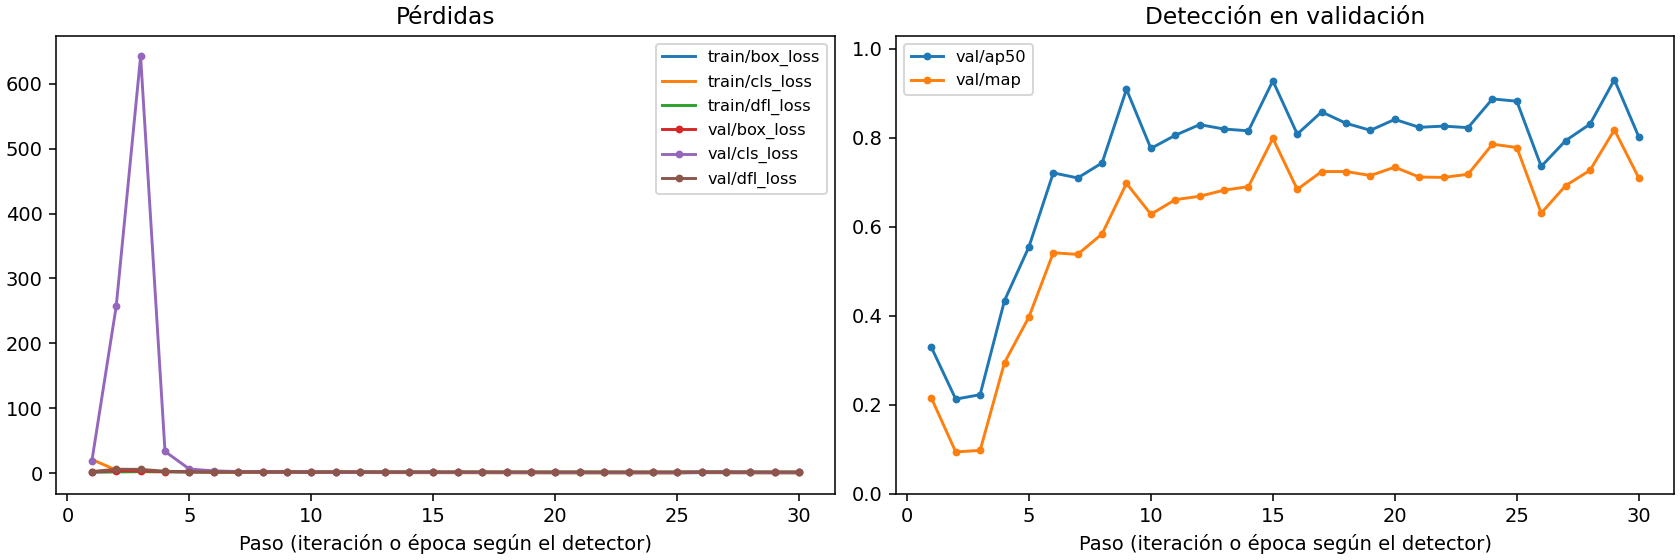 Pérdidas
600
500
400
300
200
100
0
0 5 10 15 20 25 30
Paso (iteración o época según el detector)
train/box_loss
train/cls_loss
train/dfl_loss
val/box_loss
val/cls_loss
val/dfl_loss
Detección en validación
1.0
0.8
0.6
0.4
0.2
0.0
0 5 10 15 20 25 30
Paso (iteración o época según el detector)
val/ap50
val/map